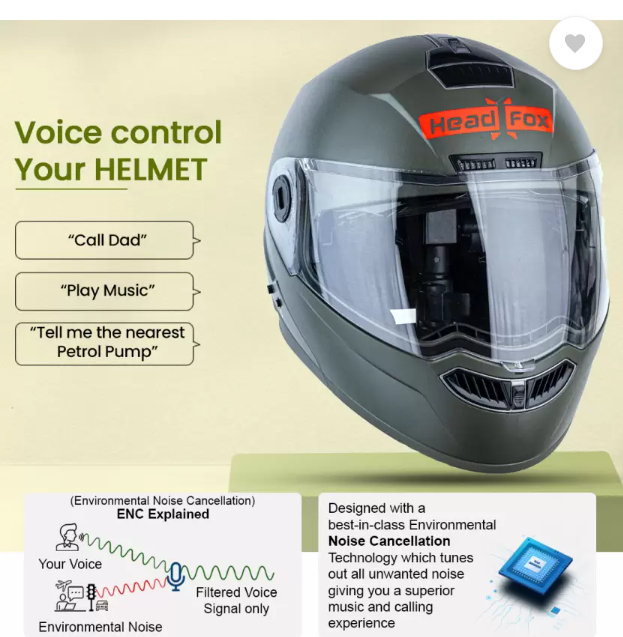 Head Fox
Voice control
Your HELMET
“Call Dad”
“Play Music”
“Tell me the nearest
Petrol Pump”
(Environmental Noise Cancellation)
ENC Explained
Your Voice
Filtered Voice
Signal only
Environmental Noise
Designed with a
best-in-class Environmental
Noise Cancellation
Technology which tunes
out all unwanted noise
giving you a superior
music and calling
experience